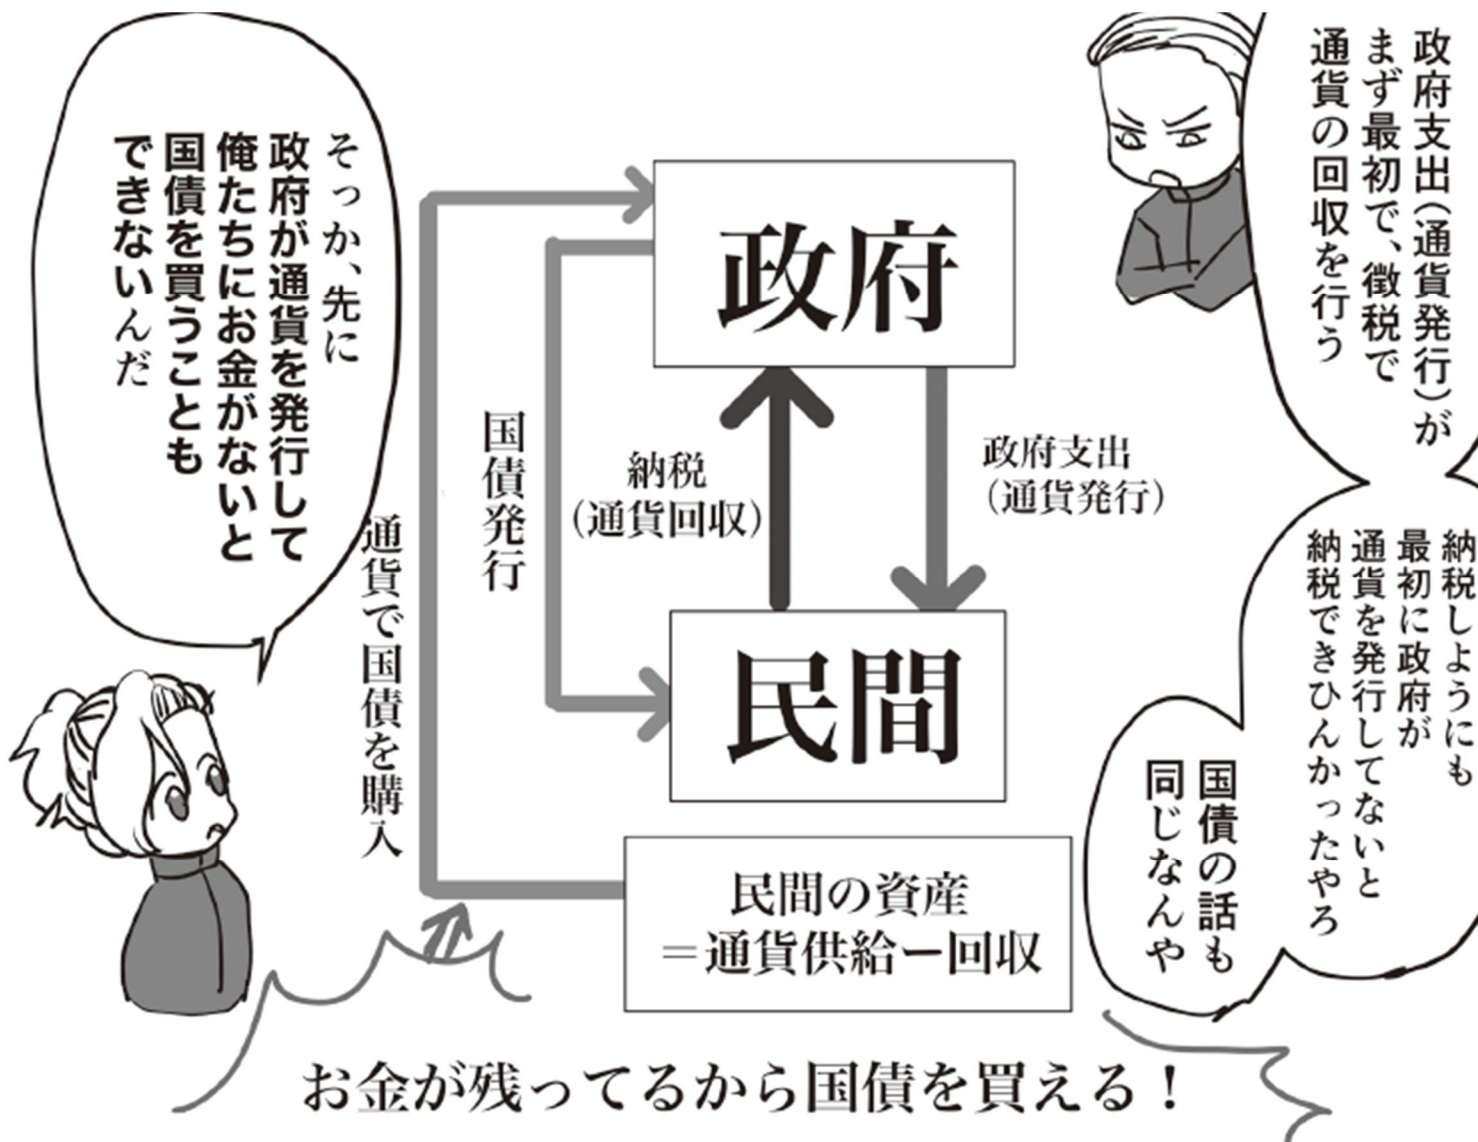 政府支出(通貨発行)が
まず最初で、徴税で
通貨の回収を行う
納税しようにも
最初に政府が
通貨を発行してないと
納税できひんかったやろ
国債の話も
同じなんや
政府
政府支出
(通貨発行)
納税
(通貨回収)
国債発行
通貨で国債を購入
民間
民間の資産
=通貨供給ー回収
そっか、先に
政府が通貨を発行して
俺たちにお金がないと
国債を買うことも
できないんだ
お金が残ってるから国債を買える!